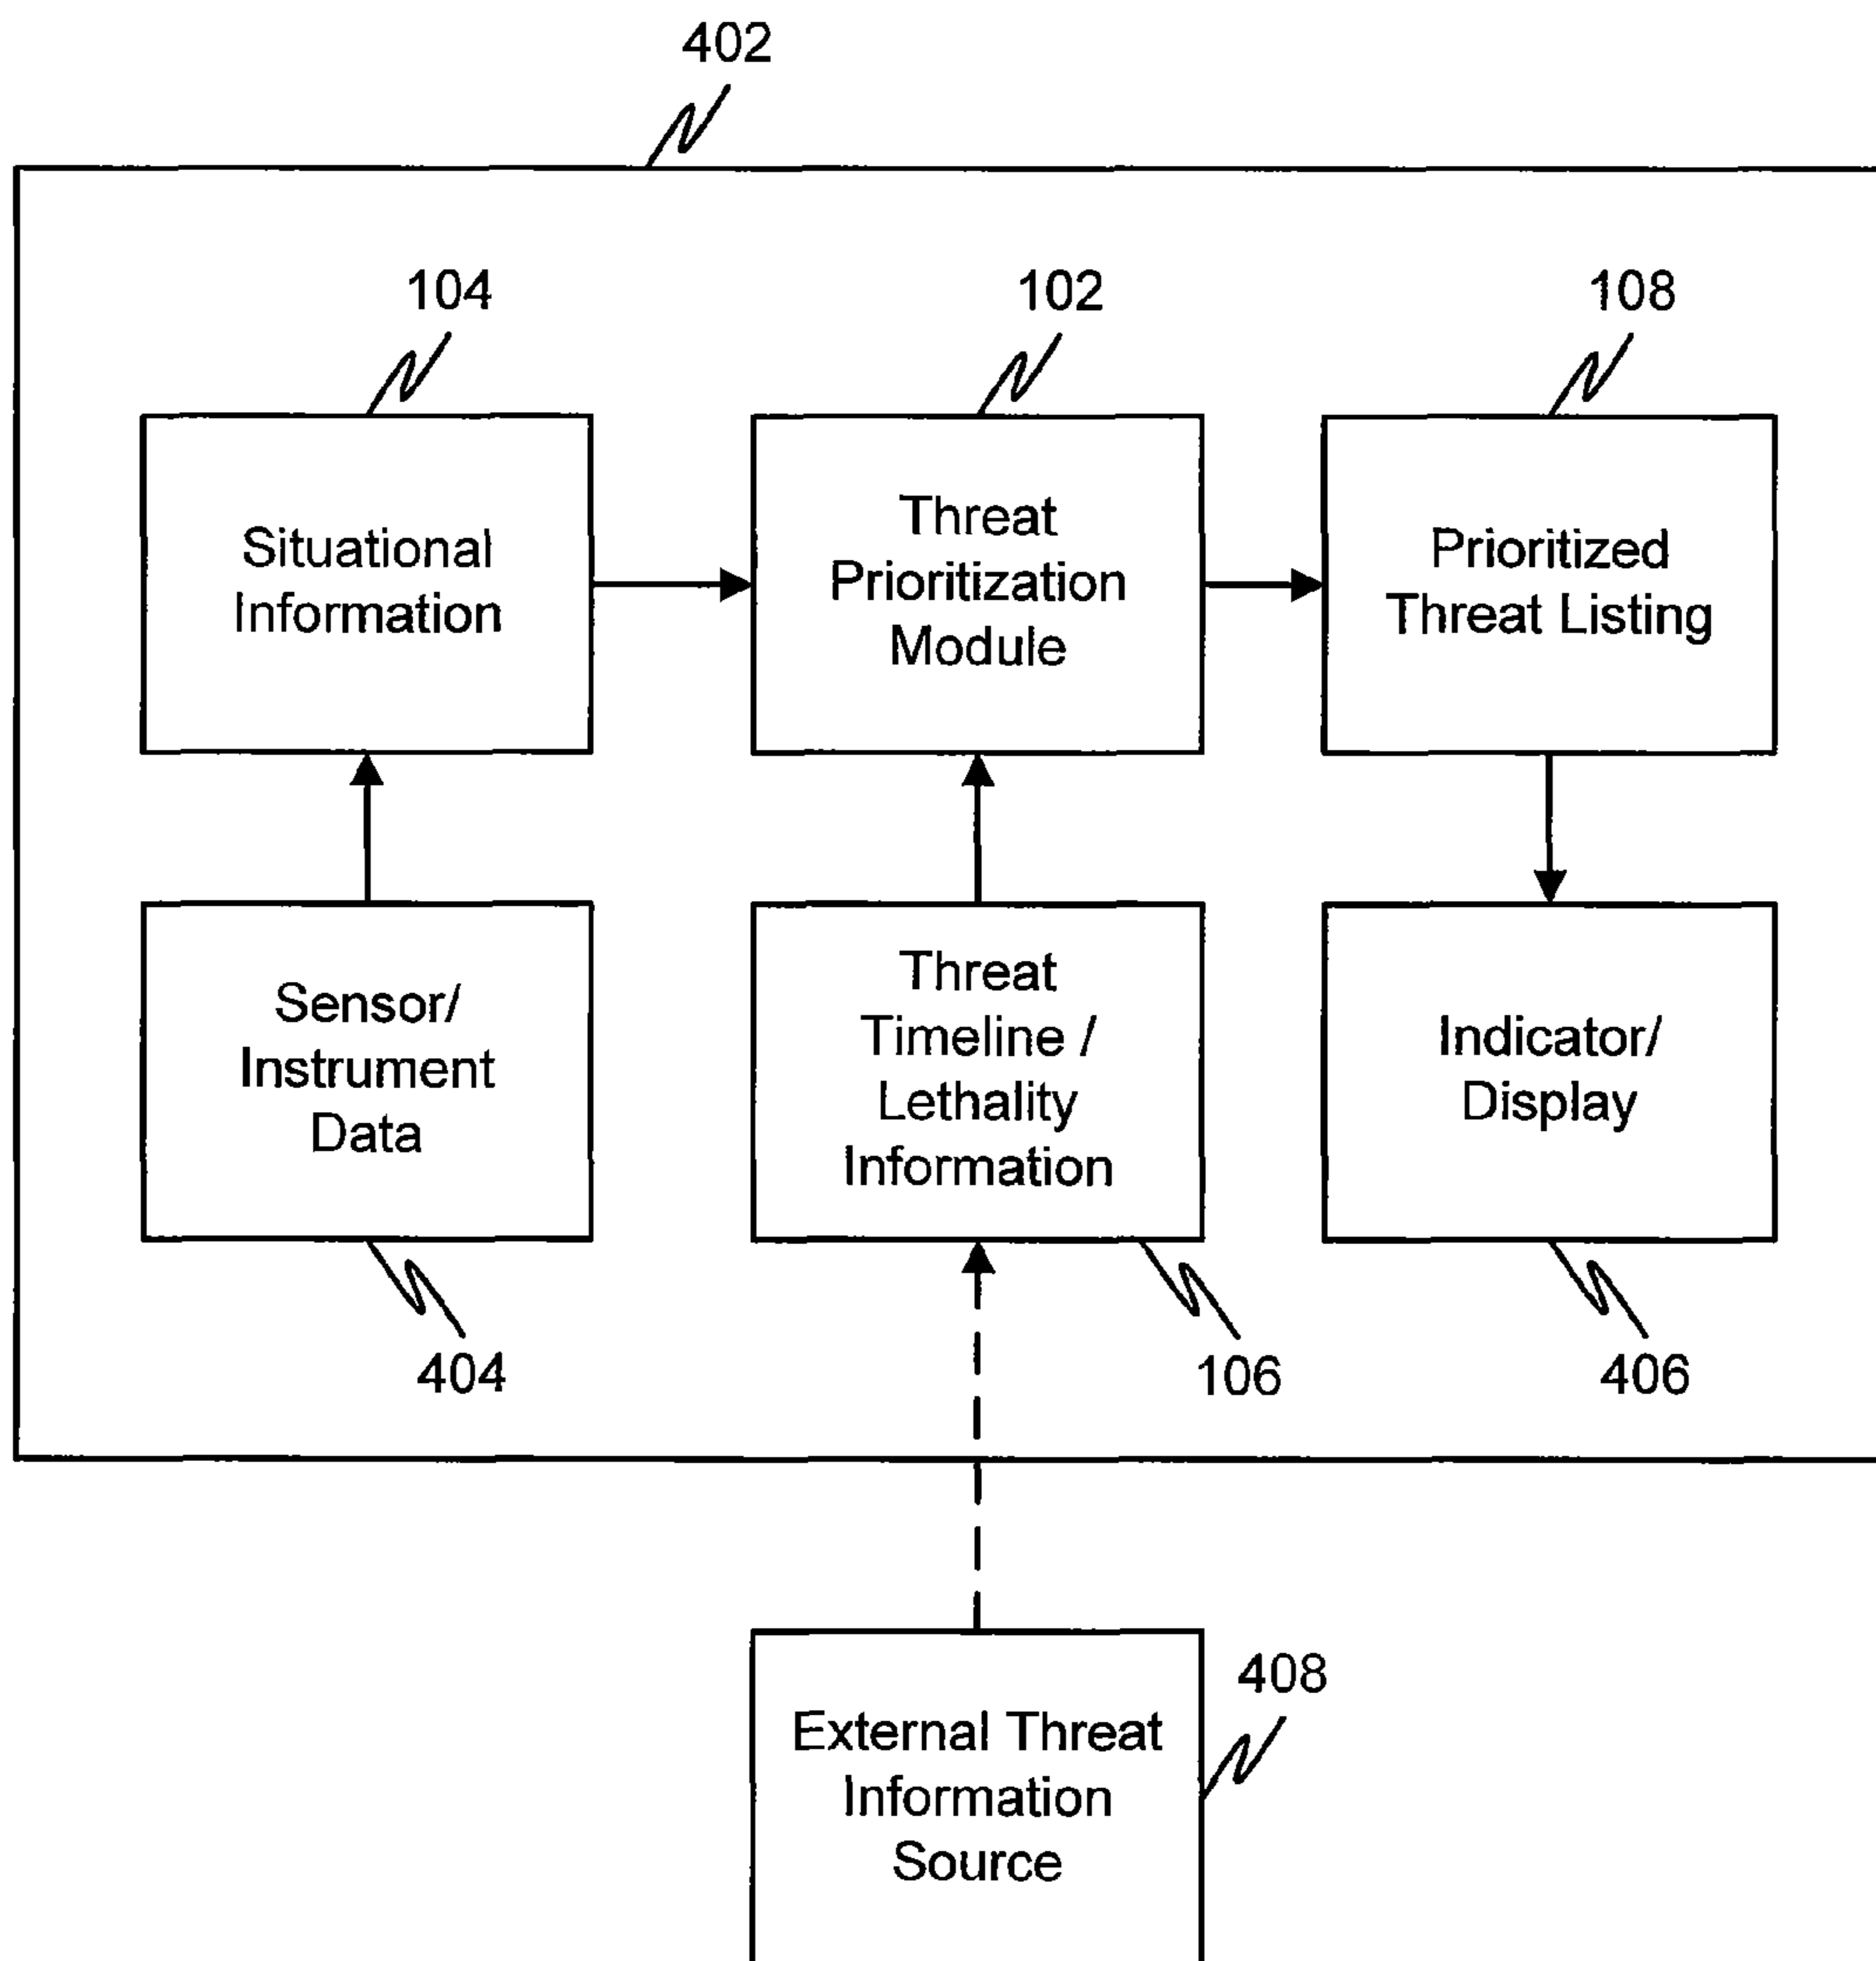 402
104
102
108
Situational
Information
Threat
Prioritization
Module
Prioritized
Threat Listing
Sensor/
Instrument
Data
Threat
Timeline /
Lethality
Information
Indicator/
Display
404
106
406
408
External Threat
Information
Source